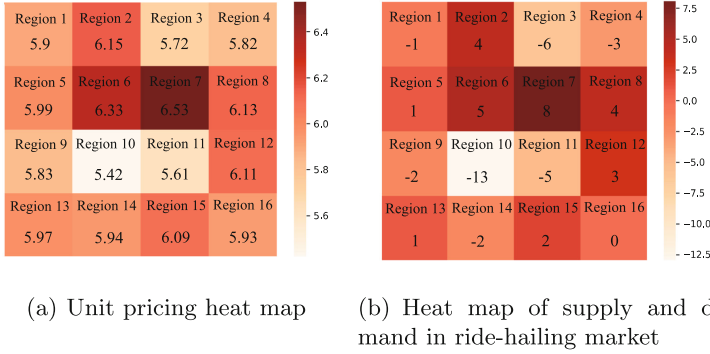 Region 1 Region 2 Region 3 Region 4
5.9 6.15 5.72 5.82
Region 5 Region 6 Region 7 Region 8
5.99 6.33 6.53 6.13
Region 9 Region 10 Region 11 Region 12
5.83 5.42 5.61 6.11
Region 13 Region 14 Region 15 Region 16
5.97 5.94 6.09 5.93
6.4
6.2
6.0
5.8
5.6
Region 1 Region 2 Region 3 Region 4
-1 4 -6 -3
Region 5 Region 6 Region 7 Region 8
1 5 8 4
Region 9 Region 10 Region 11 Region 12
-2 -13 -5 3
Region 13 Region 14 Region 15 Region 16
1 -2 2 0
7.5
5.0
2.5
0.0
−2.5
−5.0
−7.5
−10.0
−12.5
(a) Unit pricing heat map
(b) Heat map of supply and d
mand in ride-hailing market